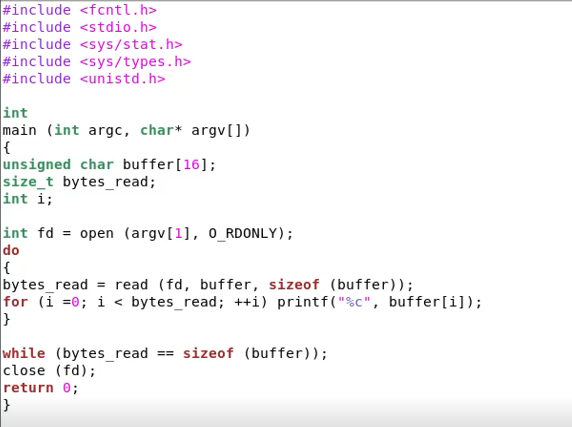 #include <fcntl.h>
#include <stdio.h>
#include <sys/stat.h>
#include <sys/types.h>
#include <unistd.h>

int
main (int argc, char* argv[])
{
unsigned char buffer[16];
size_t bytes_read;
int i;

int fd = open (argv[1], O_RDONLY);
do
{
bytes_read = read (fd, buffer, sizeof (buffer));
for (i =0; i < bytes_read; ++i) printf("%c", buffer[i]);
}

while (bytes_read == sizeof (buffer));
close (fd);
return 0;
}